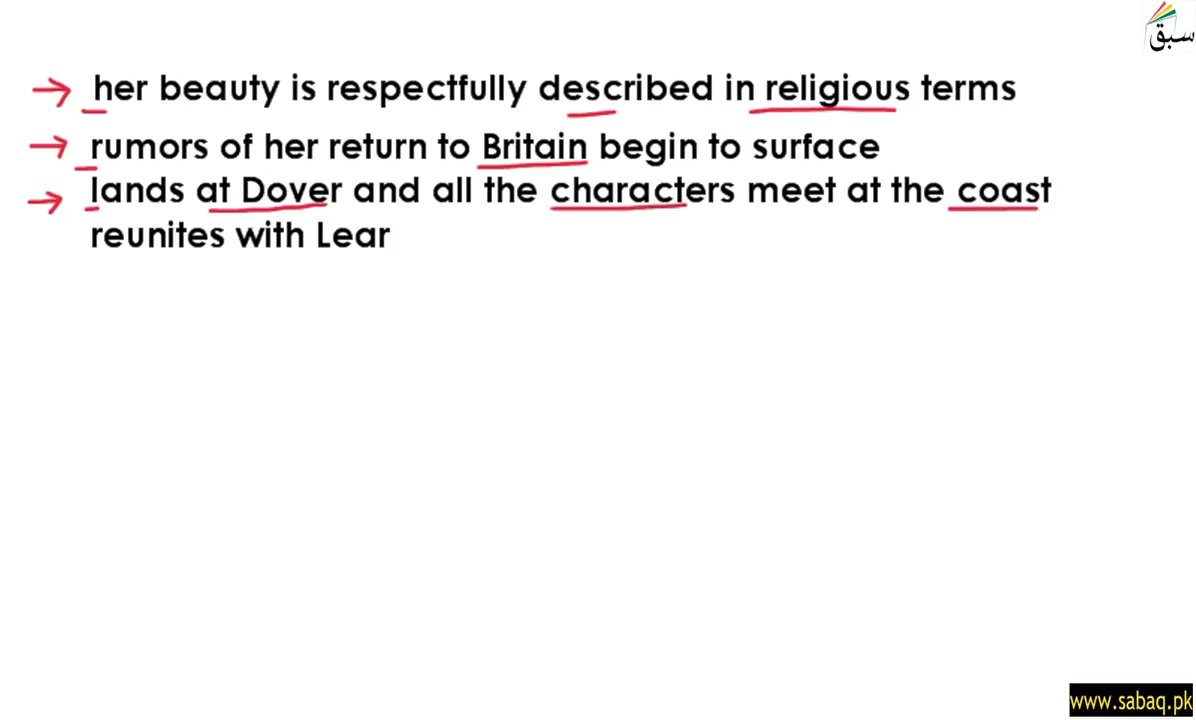 سبق
her beauty is respectfully described in religious terms
rumors of her return to Britain begin to surface
lands at Dover and all the characters meet at the coast
reunites with Lear
www.sabaq.pk